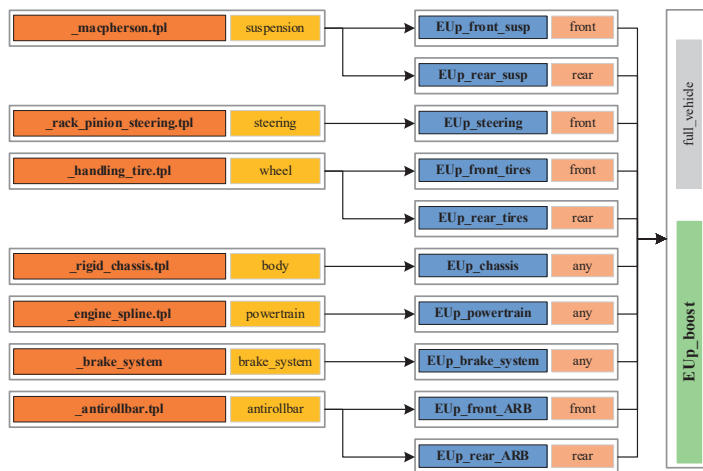 _macpherson.tpl suspension EUp_front_susp front
EUp_rear_susp rear
_rack_pinion_steering.tpl steering EUp_steering front
_handling_tire.tpl wheel EUp_front_tires front
EUp_rear_tires rear
_rigid_chassis.tpl body EUp_chassis any
_engine_spline.tpl powertrain EUp_powertrain any
_brake_system brake_system EUp_brake_system any
_antirollbar.tpl antirollbar EUp_front_ARB front
EUp_rear_ARB rear
full_vehicle
EUp_boost